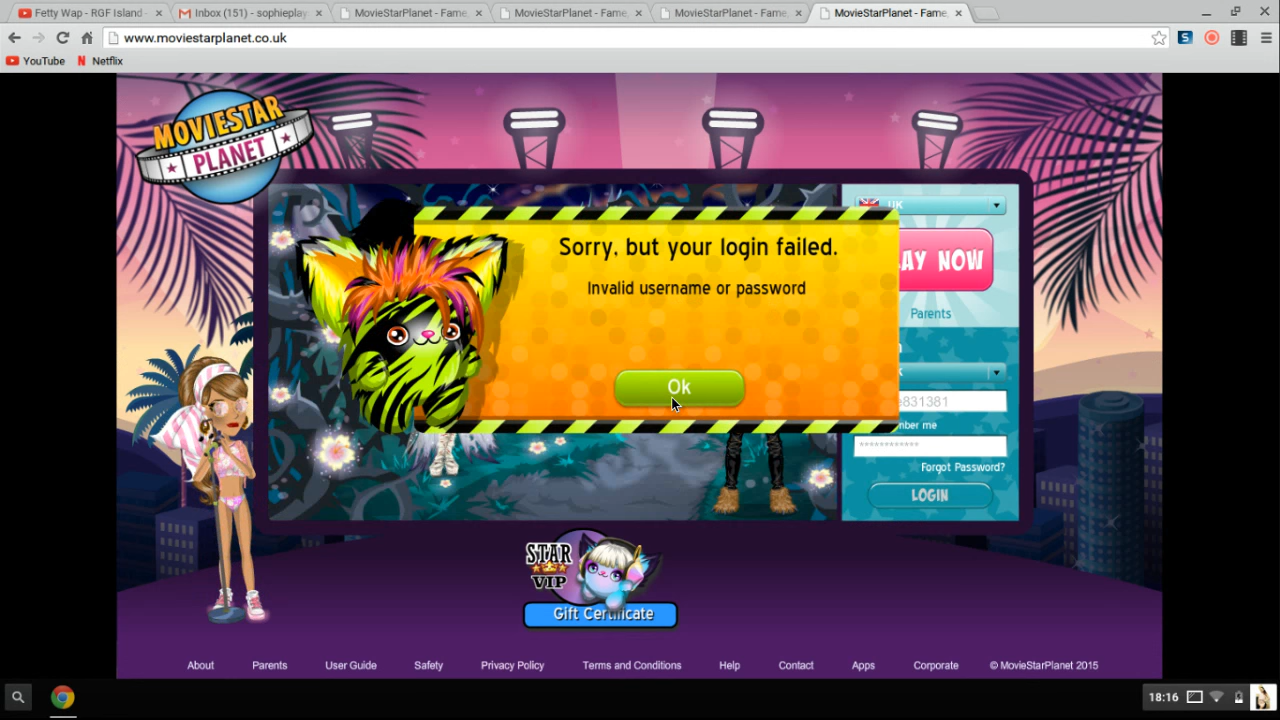 Fetty Wap - RGF Island -
Inbox (151) - sophieplay
MovieStarPlanet - Fame,
MovieStarPlanet - Fame,
MovieStarPlanet - Fame,
MovieStarPlanet - Fame,
www.moviestarplanet.co.uk
YouTube
Netflix
MOVIESTAR
PLANET
UK
Sorry, but your login failed.
Invalid username or password
AY NOW
Parents
Ok
831381
mber me
************
Forgot Password?
LOGIN
STAR
VIP
Gift Certificate
About Parents User Guide Safety Privacy Policy Terms and Conditions Help Contact Apps Corporate © MovieStarPlanet 2015
18:16